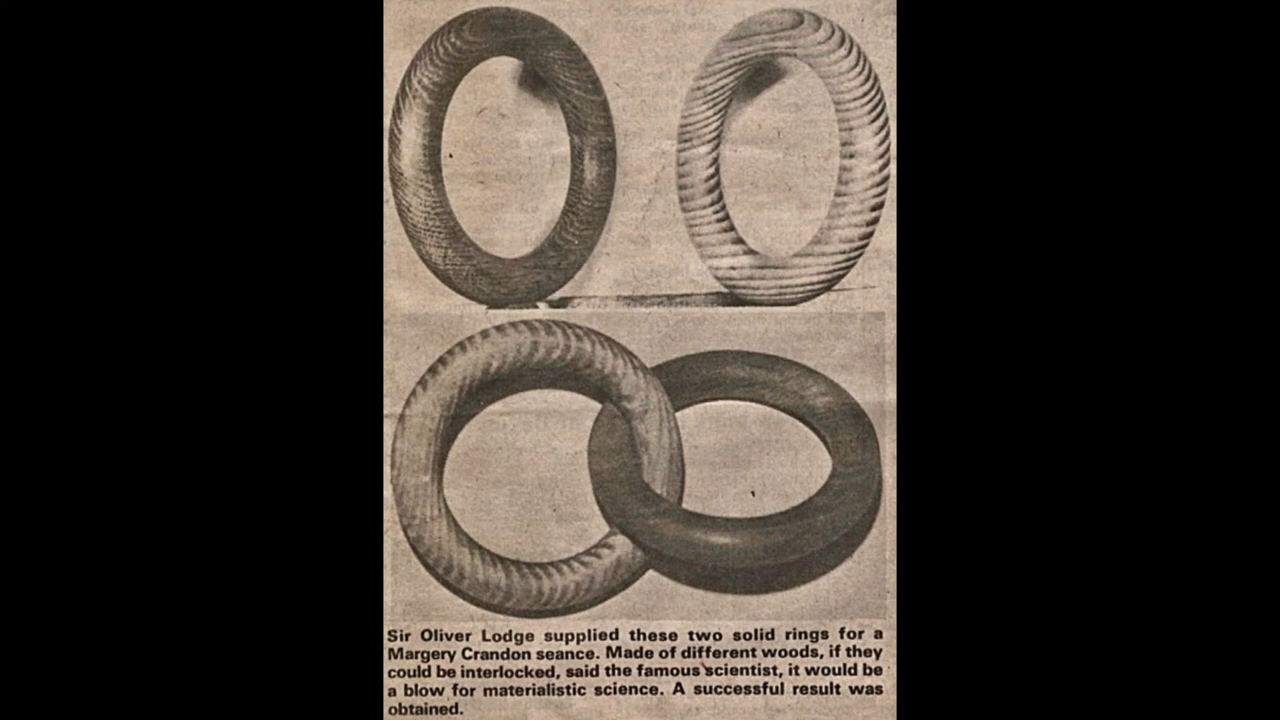 Sir Oliver Lodge supplied these two solid rings for a
Margery Crandon seance. Made of different woods, if they
could be interlocked, said the famous scientist, it would be
a blow for materialistic science. A successful result was
obtained.